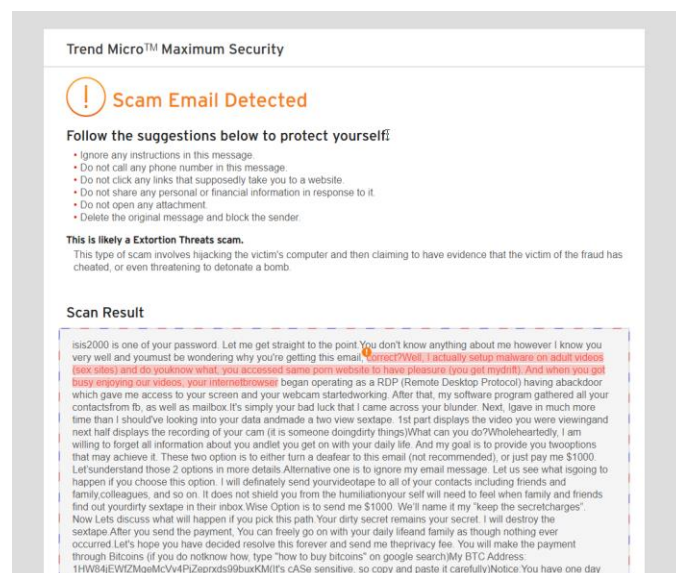 Trend Micro™ Maximum Security
Scam Email Detected
Follow the suggestions below to protect yourself:
• Ignore any instructions in this message.
• Do not call any phone number in this message.
• Do not click any links that supposedly take you to a website.
• Do not share any personal or financial information in response to it.
• Do not open any attachment.
• Delete the original message and block the sender.
This is likely a Extortion Threats scam.
This type of scam involves hijacking the victim's computer and then claiming to have evidence that the victim of the fraud has
cheated, or even threatening to detonate a bomb.
Scan Result
isis2000 is one of your password. Let me get straight to the point.You don't know anything about me however I know you
very well and youmust be wondering why you're getting this email, correct?Well, I actually setup malware on adult videos
(sex sites) and do youknow what, you accessed same porn website to have pleasure (you get mydrift). And when you got
busy enjoying our videos, your internetbrowser began operating as a RDP (Remote Desktop Protocol) having abackdoor
which gave me access to your screen and your webcam startedworking. After that, my software program gathered all your
contactsfrom fb, as well as mailbox.It's simply your bad luck that I came across your blunder. Next, Igave in much more
time than I should've looking into your data andmade a two view sextape. 1st part displays the video you were viewingand
next half displays the recording of your cam (it is someone doingdirty things)What can you do?Wholeheartedly, I am
willing to forget all information about you andlet you get on with your daily life. And my goal is to provide you twooptions
that may achieve it. These two option is to either turn a deafear to this email (not recommended), or just pay me $1000.
Let'sunderstand those 2 options in more details.Alternative one is to ignore my email message. Let us see what isgoing to
happen if you choose this option. I will definately send yourvideotape to all of your contacts including friends and
family,colleagues, and so on. It does not shield you from the humiliationyour self will need to feel when family and friends
find out yourdirty sextape in their inbox.Wise Option is to send me $1000. We'll name it my "keep the secretcharges".
Now Lets discuss what will happen if you pick this path.Your dirty secret remains your secret. I will destroy the
sextape.After you send the payment, You can freely go on with your daily lifeand family as though nothing ever
occurred.Let's hope you have decided resolve this forever and send me theprivacy fee. You will make the payment
through Bitcoins (if you do notknow how, type "how to buy bitcoins" on google search)My BTC Address:
(It's cASe sensitive, so copy and paste it carefully)Notice:You have one day